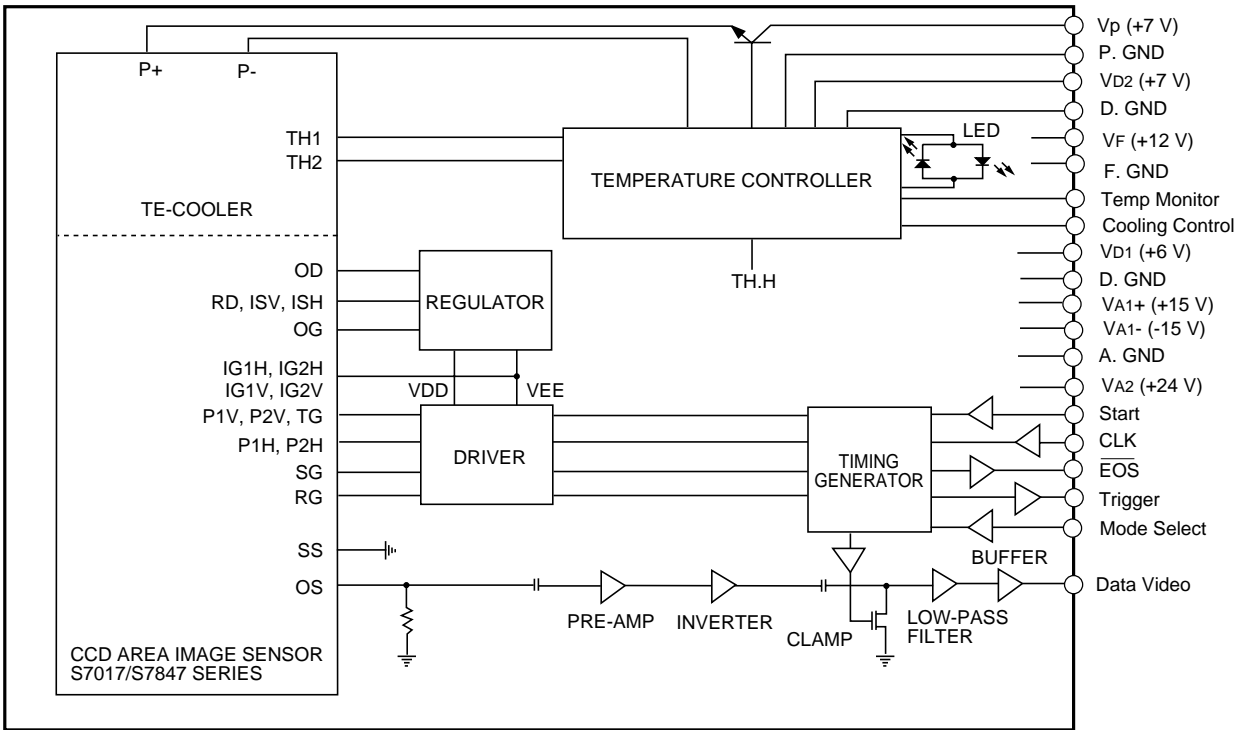 Vp (+7 V)
P. GND
VD2 (+7 V)
D. GND
VF (+12 V)
F. GND
Temp Monitor
Cooling Control
VD1 (+6 V)
D. GND
VA1+ (+15 V)
VA1- (-15 V)
A. GND
VA2 (+24 V)
Start
CLK
EOS
Trigger
Mode Select
Data Video
P+
P-
TH1
TH2
TE-COOLER
OD
RD, ISV, ISH
OG
IG1H, IG2H
IG1V, IG2V
P1V, P2V, TG
P1H, P2H
SG
RG
SS
OS
CCD AREA IMAGE SENSOR
S7017/S7847 SERIES
TEMPERATURE CONTROLLER
LED
TH.H
REGULATOR
VDD
VEE
DRIVER
TIMING
GENERATOR
BUFFER
PRE-AMP
INVERTER
CLAMP
LOW-PASS
FILTER